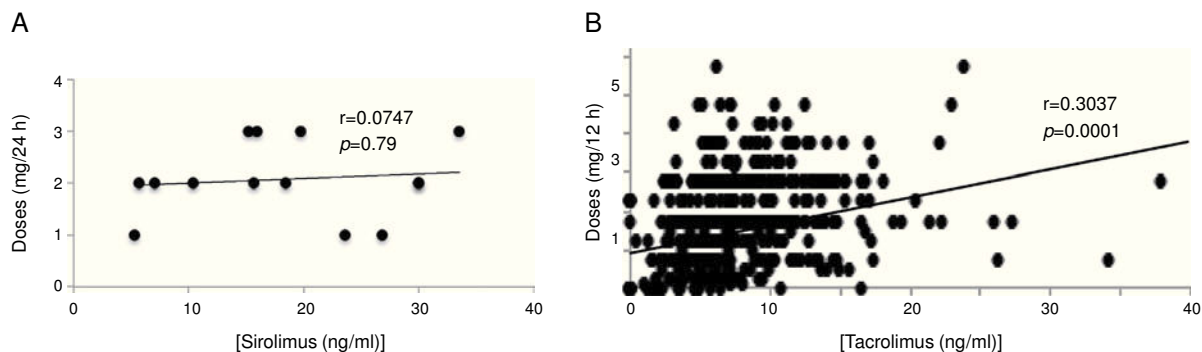 A
Doses (mg/24 h)
4
3
2
1
0
r=0.0747
p=0.79
0
10
20
30
40
[Sirolimus (ng/ml)]
B
Doses (mg/12 h)
5
3
1
r=0.3037
p=0.0001
0
10
20
30
40
[Tacrolimus (ng/ml)]